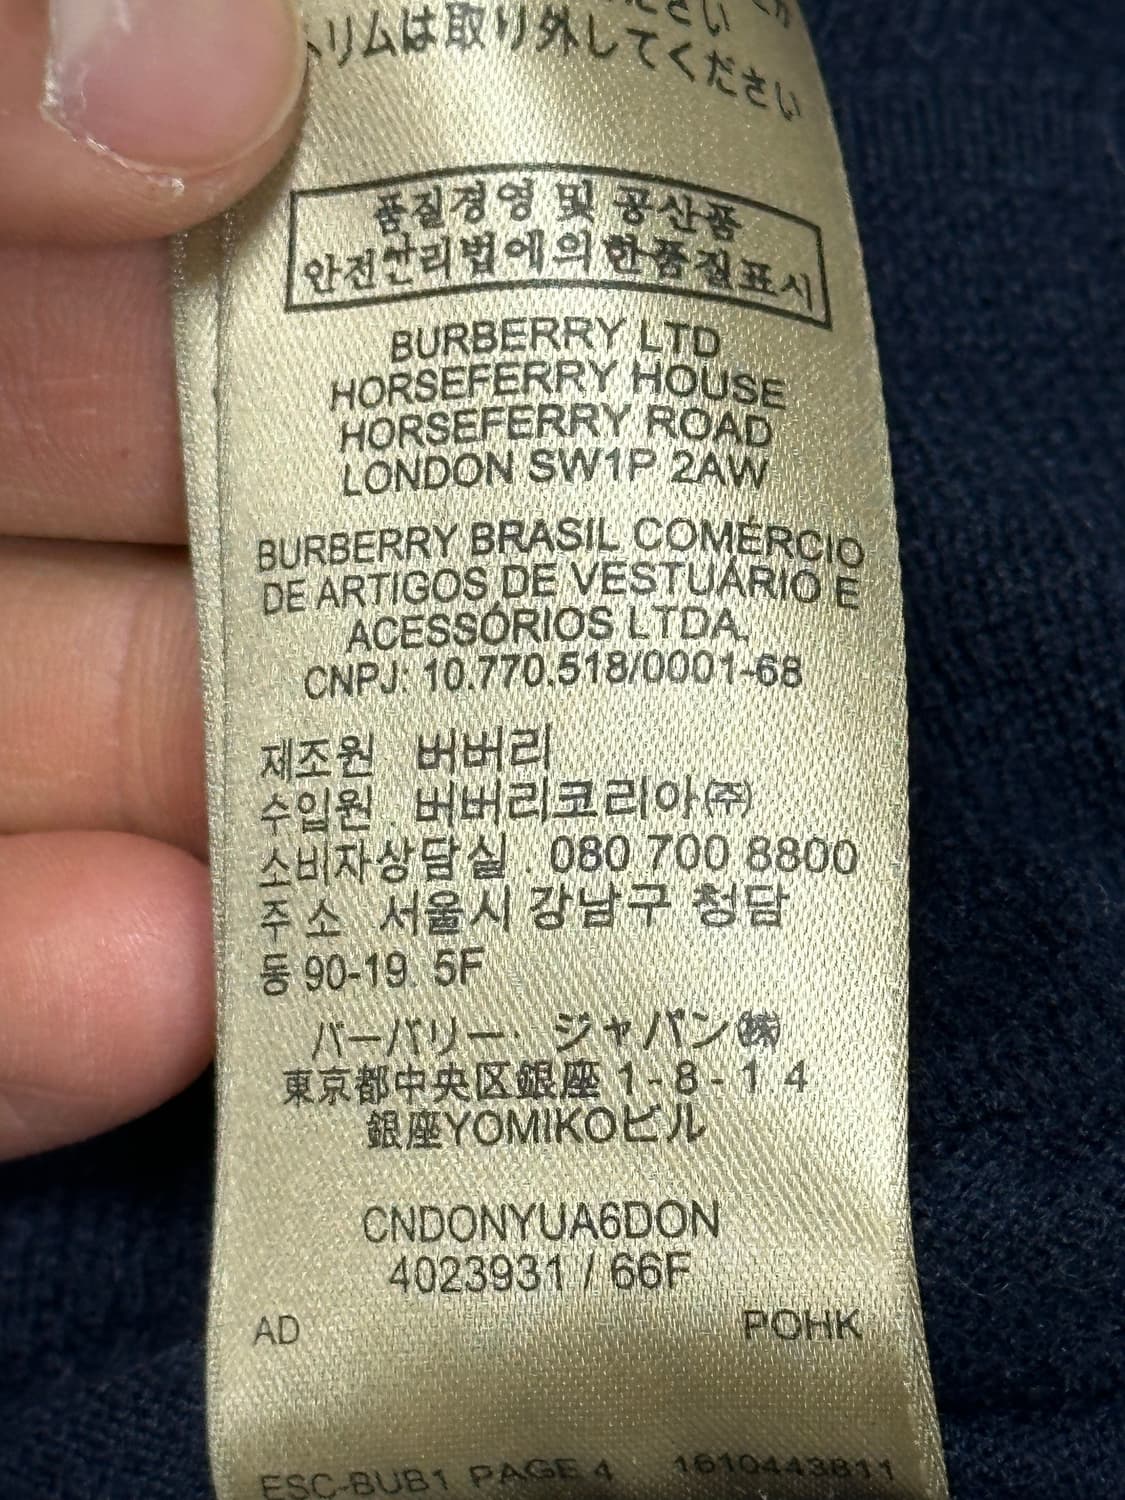 ださい
トリムは取り外してください
품질경영 및 공산품
안전관리법에의한품질표시
BURBERRY LTD
HORSEFERRY HOUSE
HORSEFERRY ROAD
LONDON SW1P 2AW
BURBERRY BRASIL COMÉRCIO
DE ARTIGOS DE VESTUÁRIO E
ACESSÓRIOS LTDA.
CNPJ: 10.770.518/0001-68
제조원 버버리
수입원 . 버버리코리아㈜
소비자상담실 . 080 700 8800
주 소 서울시 강남구 청담
동 90-19. 5F
バーバリー・ジャパン㈱
東京都中央区銀座 1 - 8 - 1 4
銀座YOMIKOビル
CNDONYUA6DON
4023931 / 66F
AD POHK
ESC-BUB1 PAGE 4 1610443811